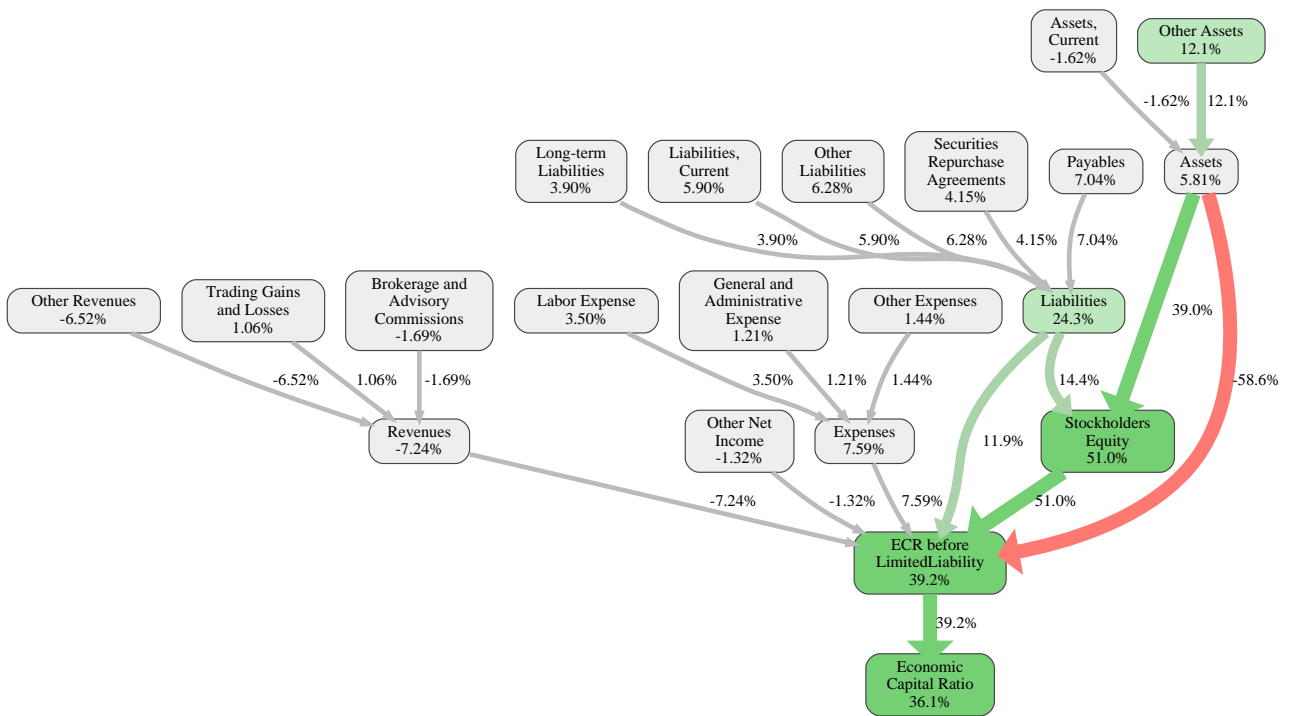 Assets,
Current
-1.62%
Other Assets
12.1%
-1.62%
12.1%
Long-term
Liabilities
3.90%
Liabilities,
Current
5.90%
Other
Liabilities
6.28%
Securities
Repurchase
Agreements
4.15%
Payables
7.04%
Assets
5.81%
3.90%
5.90%
6.28%
4.15%
7.04%
Other Revenues
-6.52%
Trading Gains
and Losses
1.06%
Brokerage and
Advisory
Commissions
-1.69%
Labor Expense
3.50%
General and
Administrative
Expense
1.21%
Other Expenses
1.44%
Liabilities
24.3%
39.0%
-6.52%
1.06%
-1.69%
3.50%
1.21%
1.44%
14.4%
-58.6%
Revenues
-7.24%
Other Net
Income
-1.32%
Expenses
7.59%
11.9%
Stockholders
Equity
51.0%
-7.24%
-1.32%
7.59%
51.0%
ECR before
LimitedLiability
39.2%
39.2%
Economic
Capital Ratio
36.1%